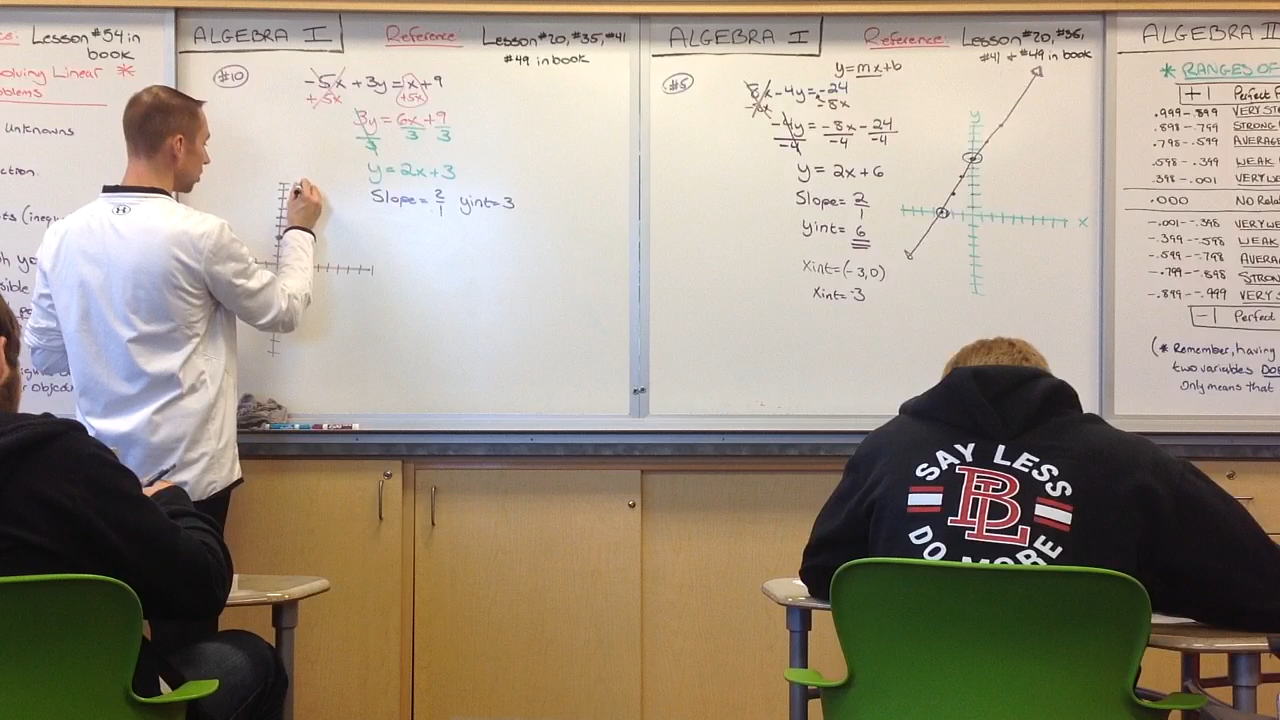 Lesson #54 in
book
olving Linear *
oblems
Unknowns
ALGEBRA I
Reference:
Lesson #20, #35, #41
#49 in book
#10
-5x + 3y = x + 9
+5x +5x
3y = 6x + 9
3 3 3
y = 2x + 3
Slope = 2/1 yint = 3
ALGEBRA I
Reference:
Lesson #20, #36,
#41 + #49 in book
#5
y = mx + b
8x - 4y = -24
-8x -8x
-4y = -8x - 24
-4 -4 -4
y = 2x + 6
Slope = 2/1
yint = 6
Xint = (-3,0)
Xint = -3
y
x
ALGEBRA II
* RANGES OF
+1 Perfect
.999 - .899 VERY ST
.898 - .799 STRONG
.798 - .599 AVERAGE
.598 - .399 WEAK
.398 - .001 VERY WE
.000 No Rela
-.001 - -.398 VERY WE
-.399 - -.598 WEAK
-.599 - -.798 AVERA
-.799 - -.898 STRON
-.899 - -.999 VERY S
-1 Perfect
(* Remember, having
two variables DOE
only means that
SAY LESS
BL
DO MORE